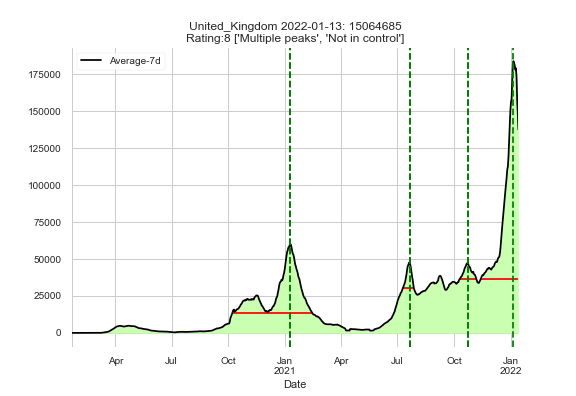 United_Kingdom 2022-01-13: 15064685
Rating:8 ['Multiple peaks', 'Not in control']
Average-7d
175000
150000
125000
100000
75000
50000
25000
0
Apr
Jul
Oct
Jan
2021
Apr
Jul
Oct
Jan
2022
Date